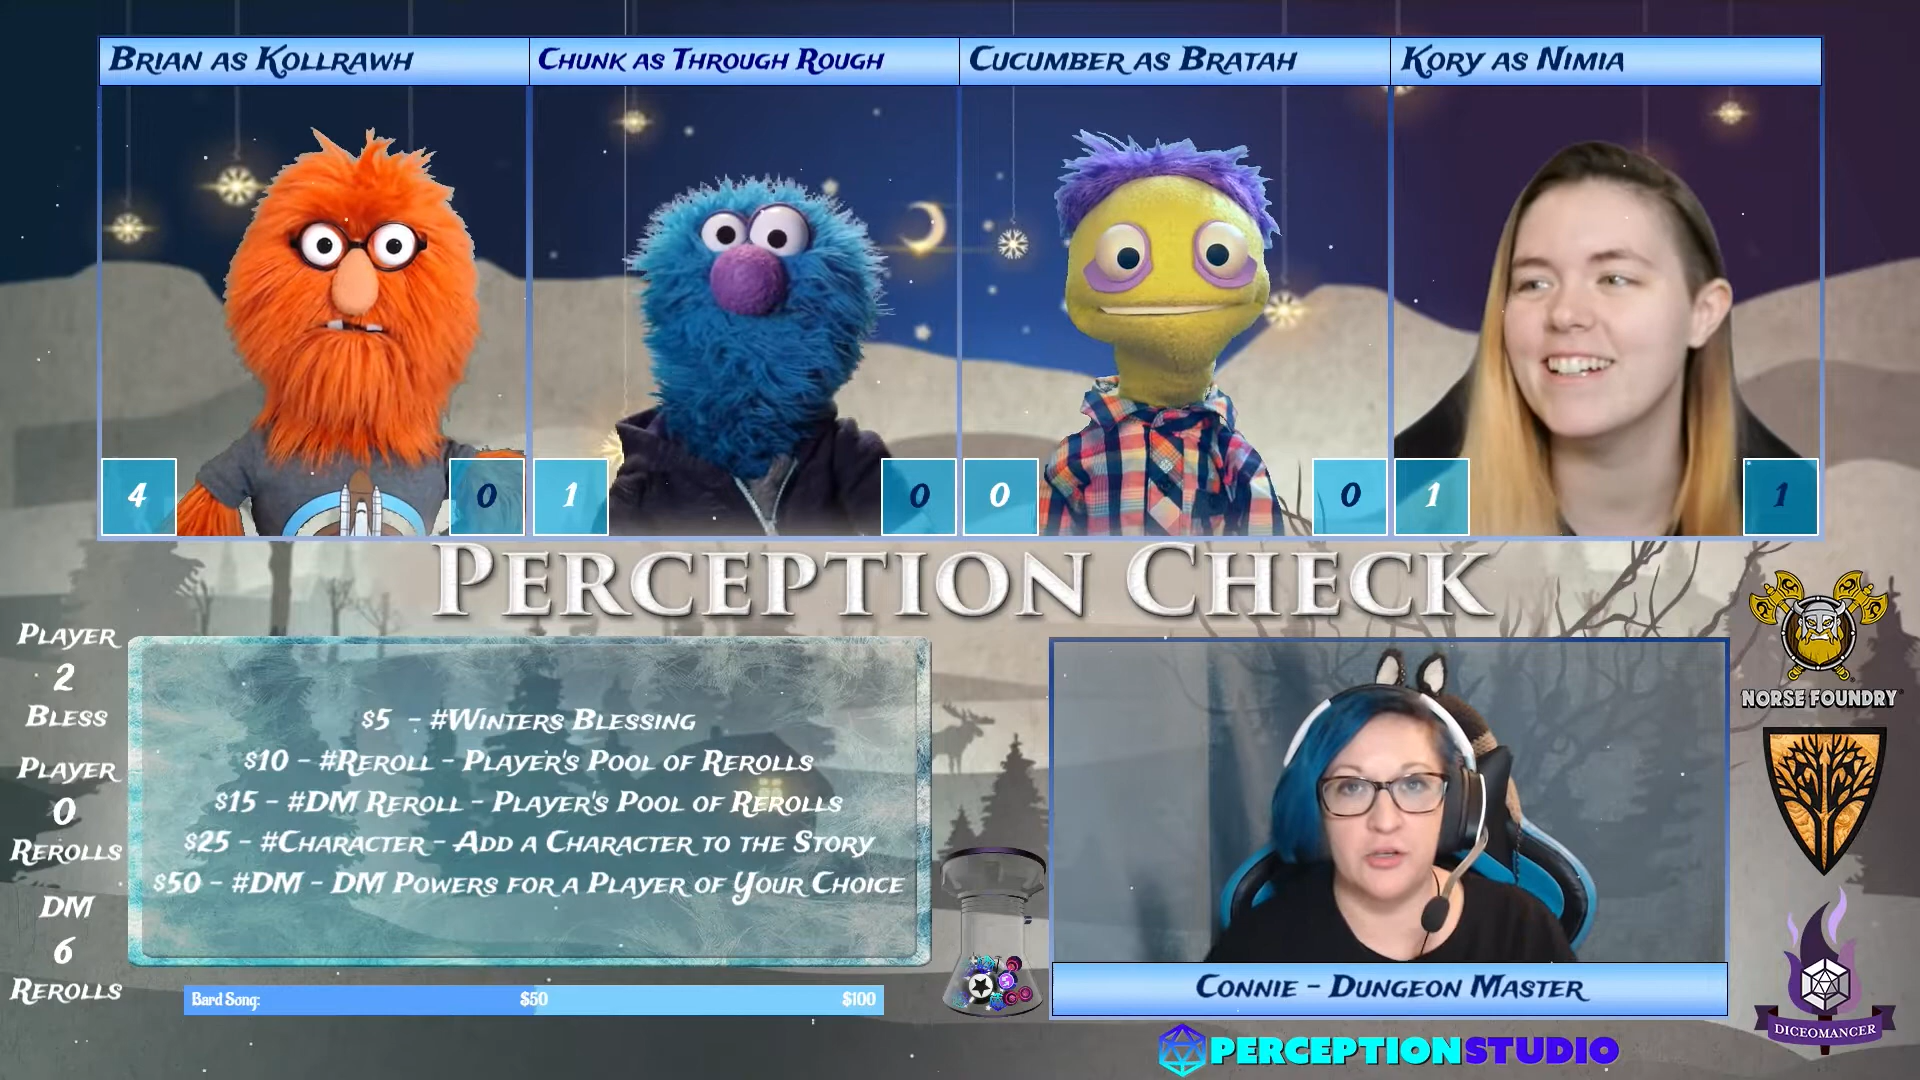 Brian as Kollrawh
Chunk as Through Rough
Cucumber as Bratah
Kory as Nimia
4
0
1
0
0
0
1
1
Perception Check
Player
2
Bless
Player
0
Rerolls
DM
6
Rerolls
$5 - #Winters Blessing
$10 - #Reroll - Player's Pool of Rerolls
$15 - #DM Reroll - Player's Pool of Rerolls
$25 - #Character - Add a Character to the Story
$50 - #DM - DM Powers for a Player of Your Choice
Bard Song: $50 $100
Connie - Dungeon Master
NORSE FOUNDRY
DICEOMANCER
PERCEPTIONSTUDIO